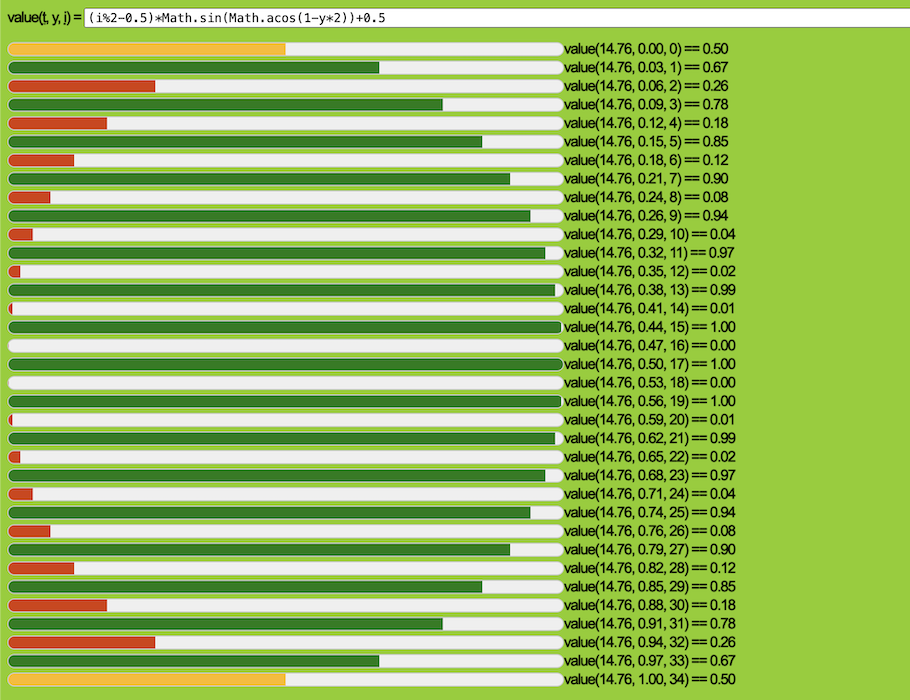 value(t, y, i) = (i%2-0.5)*Math.sin(Math.acos(1-y*2))+0.5
value(14.76, 0.00, 0) == 0.50
value(14.76, 0.03, 1) == 0.67
value(14.76, 0.06, 2) == 0.26
value(14.76, 0.09, 3) == 0.78
value(14.76, 0.12, 4) == 0.18
value(14.76, 0.15, 5) == 0.85
value(14.76, 0.18, 6) == 0.12
value(14.76, 0.21, 7) == 0.90
value(14.76, 0.24, 8) == 0.08
value(14.76, 0.26, 9) == 0.94
value(14.76, 0.29, 10) == 0.04
value(14.76, 0.32, 11) == 0.97
value(14.76, 0.35, 12) == 0.02
value(14.76, 0.38, 13) == 0.99
value(14.76, 0.41, 14) == 0.01
value(14.76, 0.44, 15) == 1.00
value(14.76, 0.47, 16) == 0.00
value(14.76, 0.50, 17) == 1.00
value(14.76, 0.53, 18) == 0.00
value(14.76, 0.56, 19) == 1.00
value(14.76, 0.59, 20) == 0.01
value(14.76, 0.62, 21) == 0.99
value(14.76, 0.65, 22) == 0.02
value(14.76, 0.68, 23) == 0.97
value(14.76, 0.71, 24) == 0.04
value(14.76, 0.74, 25) == 0.94
value(14.76, 0.76, 26) == 0.08
value(14.76, 0.79, 27) == 0.90
value(14.76, 0.82, 28) == 0.12
value(14.76, 0.85, 29) == 0.85
value(14.76, 0.88, 30) == 0.18
value(14.76, 0.91, 31) == 0.78
value(14.76, 0.94, 32) == 0.26
value(14.76, 0.97, 33) == 0.67
value(14.76, 1.00, 34) == 0.50